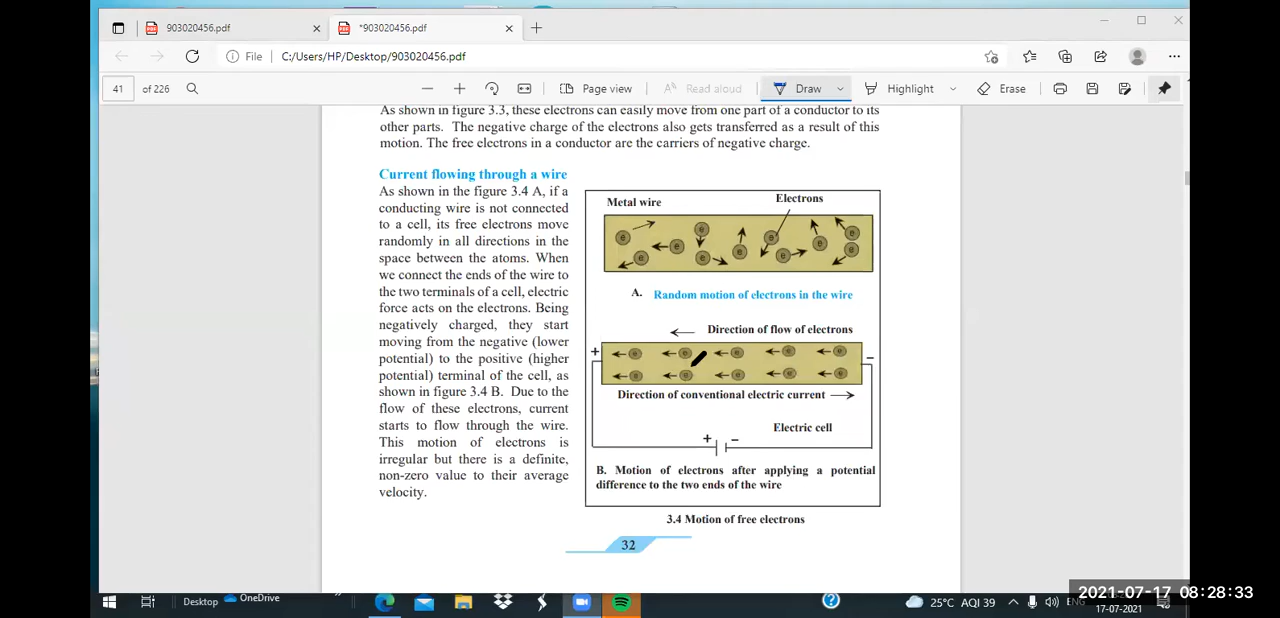 903020456.pdf
*903020456.pdf
File
C:/Users/HP/Desktop/903020456.pdf
41 of 226
Page view
Read aloud
Draw
Highlight
Erase
As shown in figure 3.3, these electrons can easily move from one part of a conductor to its
other parts. The negative charge of the electrons also gets transferred as a result of this
motion. The free electrons in a conductor are the carriers of negative charge.
Current flowing through a wire
As shown in the figure 3.4 A, if a
conducting wire is not connected
to a cell, its free electrons move
randomly in all directions in the
space between the atoms. When
we connect the ends of the wire to
the two terminals of a cell, electric
force acts on the electrons. Being
negatively charged, they start
moving from the negative (lower
potential) to the positive (higher
potential) terminal of the cell, as
shown in figure 3.4 B. Due to the
flow of these electrons, current
starts to flow through the wire.
This motion of electrons is
irregular but there is a definite,
non-zero value to their average
velocity.
Metal wire
Electrons
e e e e e e e e e e e
A. Random motion of electrons in the wire
Direction of flow of electrons
+ e e e e e −
e e e e e
Direction of conventional electric current
Electric cell
+ −
B. Motion of electrons after applying a potential
difference to the two ends of the wire
3.4 Motion of free electrons
32
Desktop
OneDrive
25°C AQI 39
ENG
2021-07-17 08:28:33
17-07-2021